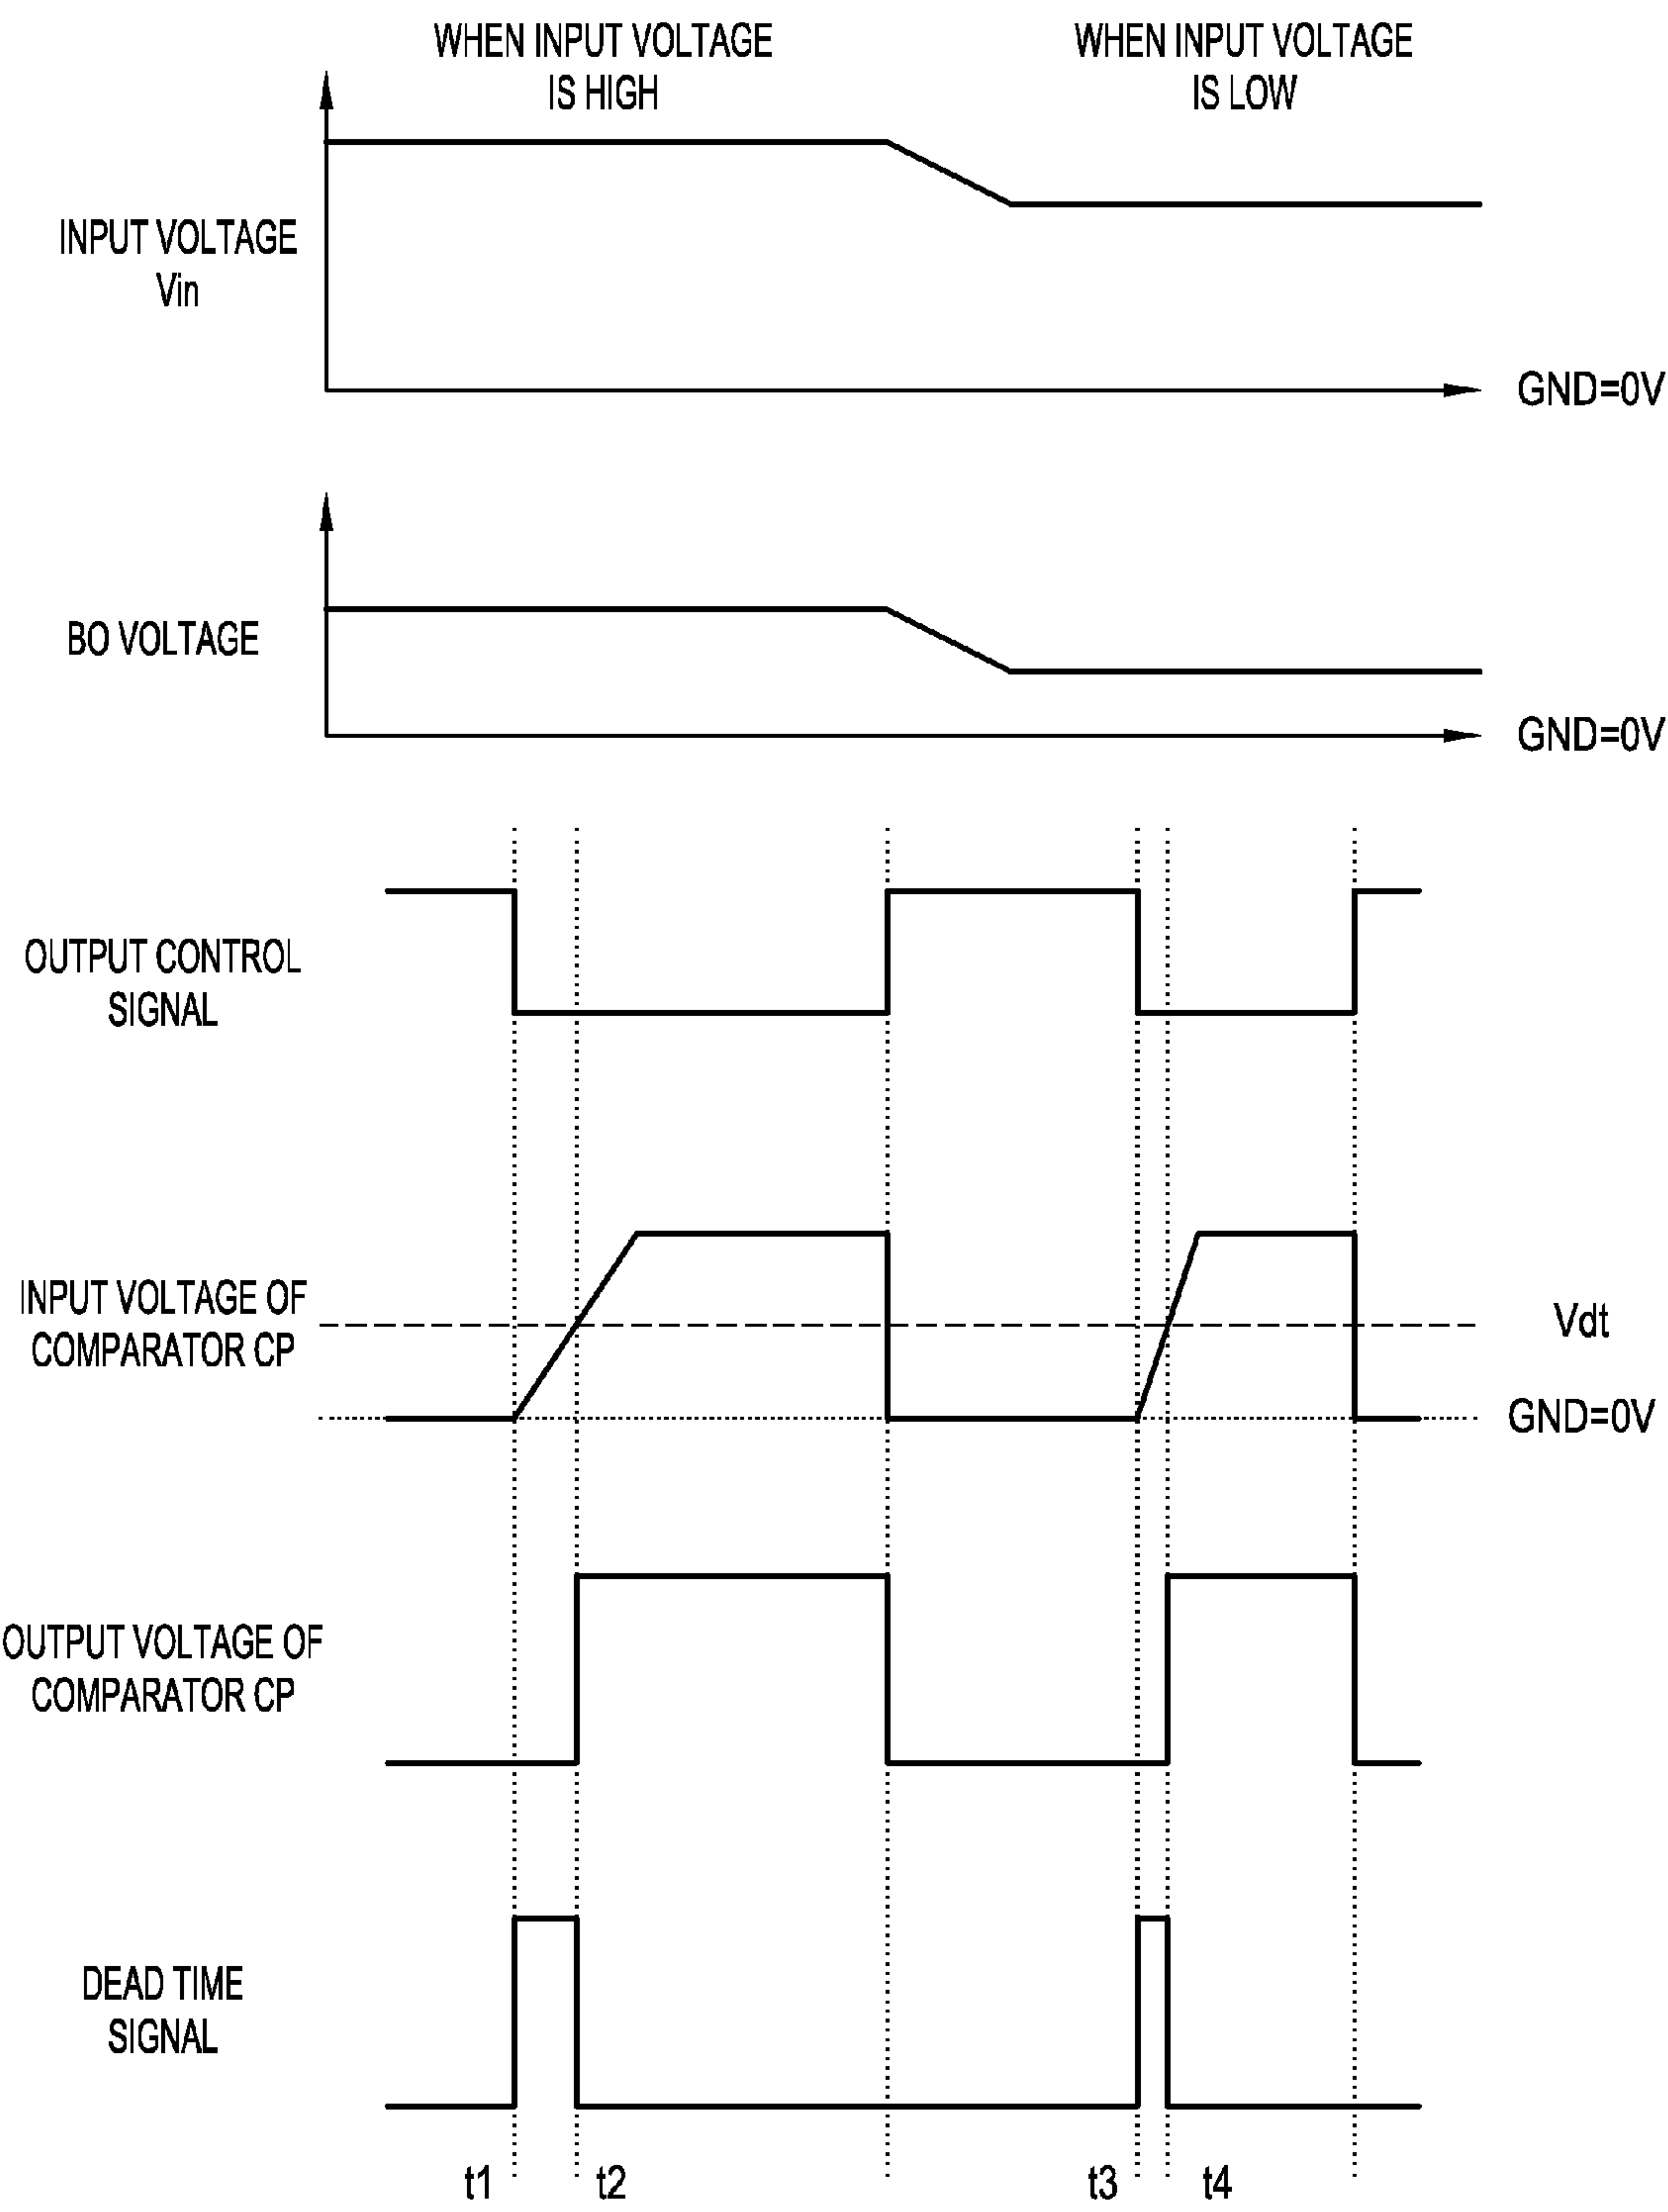 WHEN INPUT VOLTAGE
IS HIGH
WHEN INPUT VOLTAGE
IS LOW
INPUT VOLTAGE
Vin
GND=0V
BO VOLTAGE
GND=0V
OUTPUT CONTROL
SIGNAL
INPUT VOLTAGE OF
COMPARATOR CP
Vdt
GND=0V
OUTPUT VOLTAGE OF
COMPARATOR CP
DEAD TIME
SIGNAL
t1
t2
t3
t4